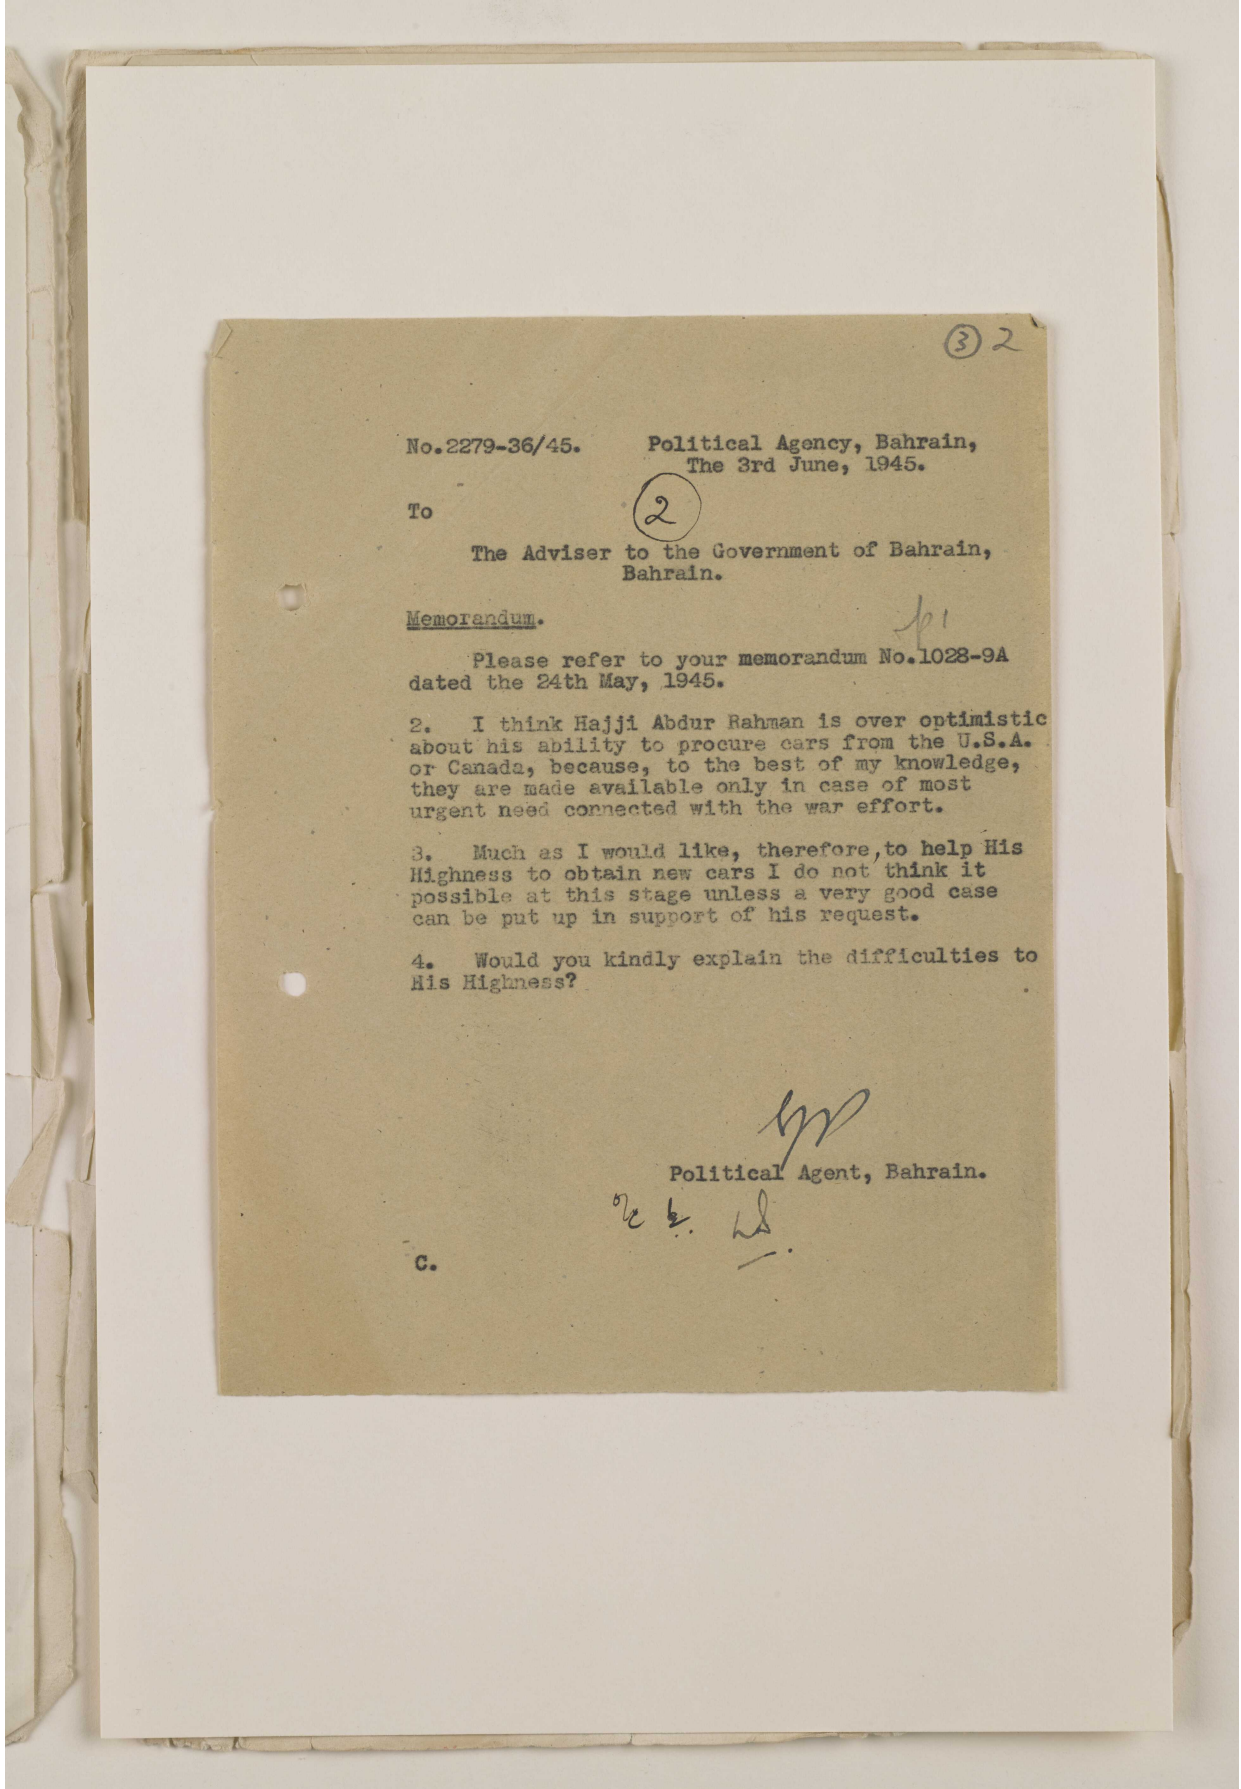 3 2
No.2279-36/45. Political Agency, Bahrain,
The 3rd June, 1945.
To
2
The Adviser to the Government of Bahrain,
Bahrain.
Memorandum.
p1
Please refer to your memorandum No.1028-9A
dated the 24th May, 1945.
2. I think Hajji Abdur Rahman is over optimistic
about his ability to procure cars from the U.S.A.
or Canada, because, to the best of my knowledge,
they are made available only in case of most
urgent need connected with the war effort.
3. Much as I would like, therefore, to help His
Highness to obtain new cars I do not think it
possible at this stage unless a very good case
can be put up in support of his request.
4. Would you kindly explain the difficulties to
His Highness?
Political Agent, Bahrain.
C.